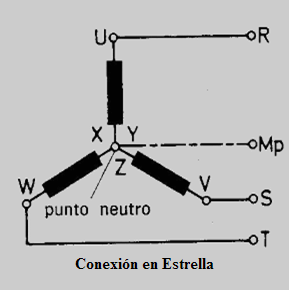 U R
X Y
Mp
Z
W V S
punto neutro
T
Conexión en Estrella